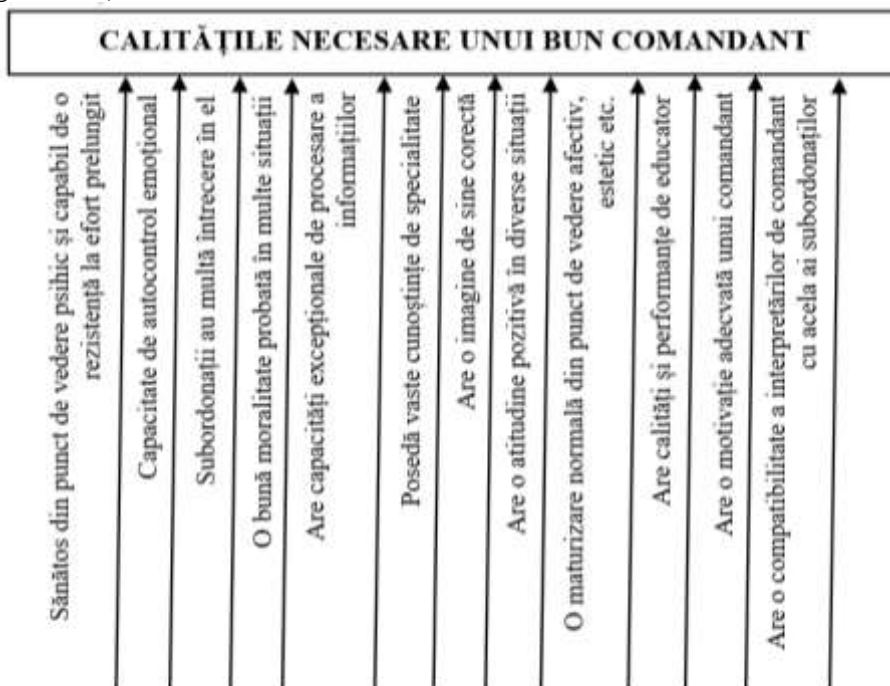 CALITĂȚILE NECESARE UNUI BUN COMANDANT
Sănătos din punct de vedere psihic și capabil de o
rezistență la efort prelungit
Capacitate de autocontrol emoțional
Subordonații au multă întrecere în el
O bună moralitate probată în multe situații
Are capacități excepționale de procesare a
informațiilor
Posedă vaste cunoștințe de specialitate
Are o imagine de sine corectă
Are o atitudine pozitivă în diverse situații
O maturizare normală din punct de vedere afectiv,
estetic etc.
Are calități și performanțe de educator
Are o motivație adecvată unui comandant
Are o compatibilitate a interpretărilor de comandant
cu acela ai subordonaților